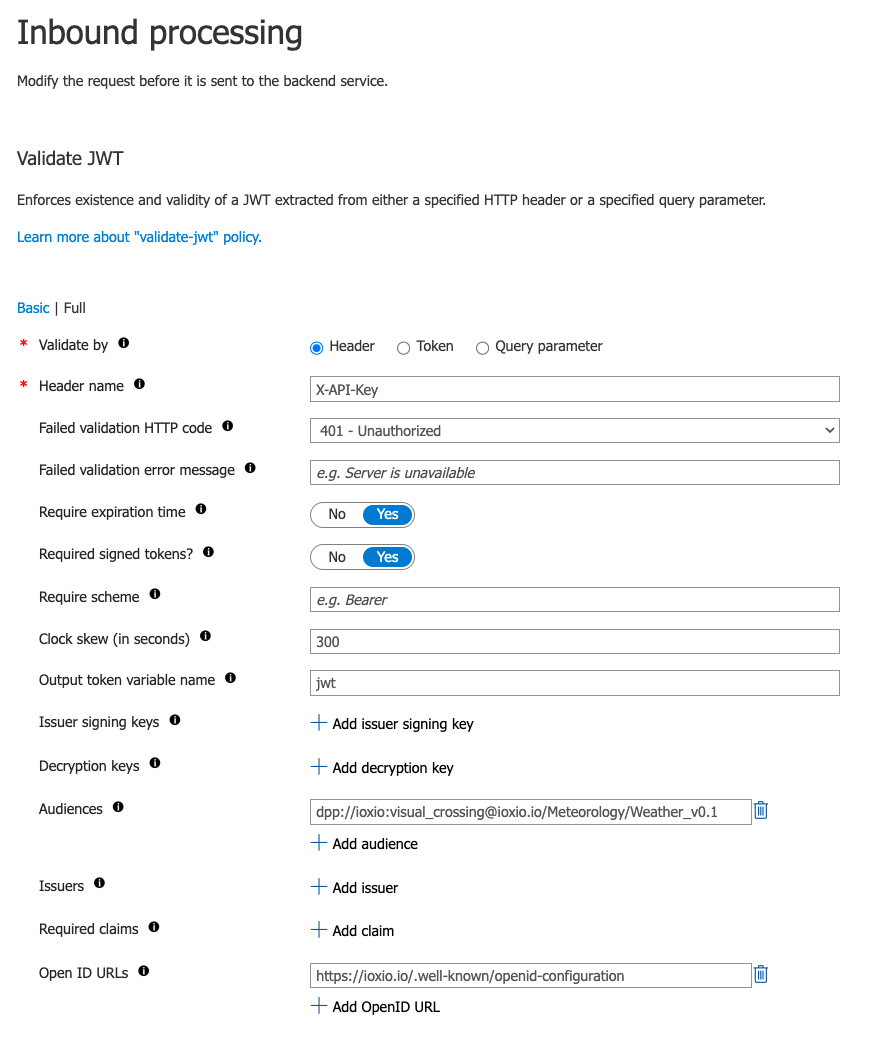 Inbound processing
Modify the request before it is sent to the backend service.
Validate JWT
Enforces existence and validity of a JWT extracted from either a specified HTTP header or a specified query parameter.
Learn more about "validate-jwt" policy.
Basic | Full
* Validate by Header Token Query parameter
* Header name X-API-Key
Failed validation HTTP code 401 - Unauthorized
Failed validation error message e.g. Server is unavailable
Require expiration time No Yes
Required signed tokens? No Yes
Require scheme e.g. Bearer
Clock skew (in seconds) 300
Output token variable name jwt
Issuer signing keys Add issuer signing key
Decryption keys Add decryption key
Audiences dpp://ioxio:visual_crossing@ioxio.io/Meteorology/Weather_v0.1
Add audience
Issuers Add issuer
Required claims Add claim
Open ID URLs https://ioxio.io/.well-known/openid-configuration
Add OpenID URL